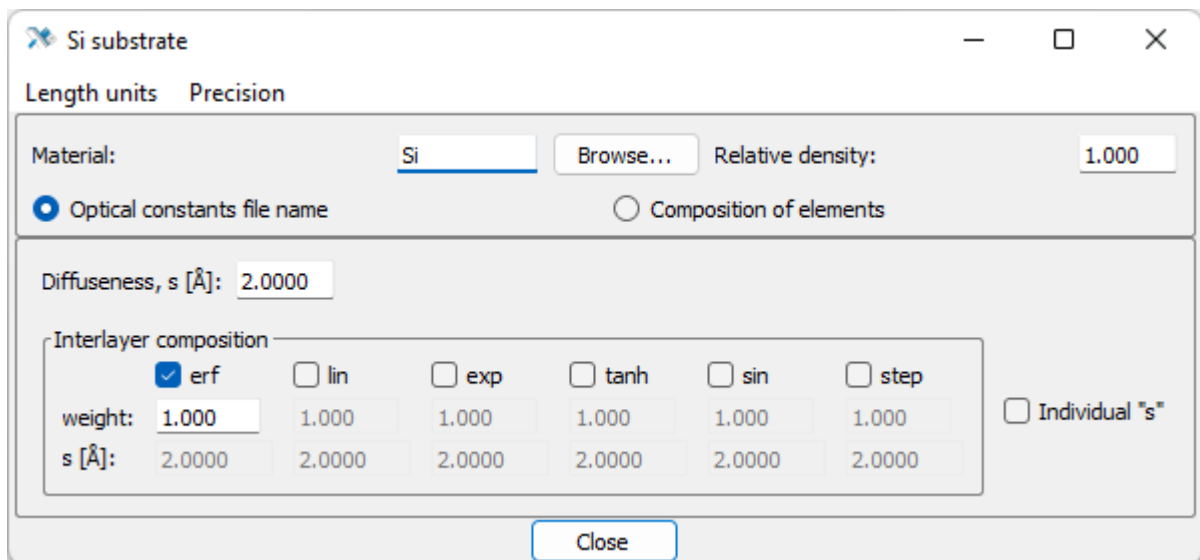 Si substrate
Length units Precision
Material: Si Browse... Relative density: 1.000
Optical constants file name Composition of elements
Diffuseness, s [Å]: 2.0000
Interlayer composition
erf lin exp tanh sin step
weight: 1.000 1.000 1.000 1.000 1.000 1.000
Individual "s"
s [Å]: 2.0000 2.0000 2.0000 2.0000 2.0000 2.0000
Close